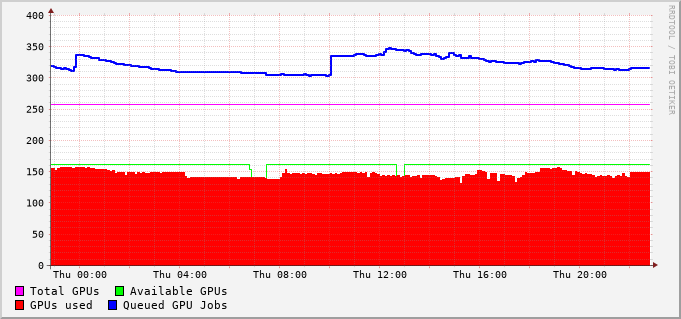 400
350
300
250
200
150
100
50
0
Thu 00:00 Thu 04:00 Thu 08:00 Thu 12:00 Thu 16:00 Thu 20:00
Total GPUs Available GPUs
GPUs used Queued GPU Jobs
RRDTOOL / TOBI OETIKER